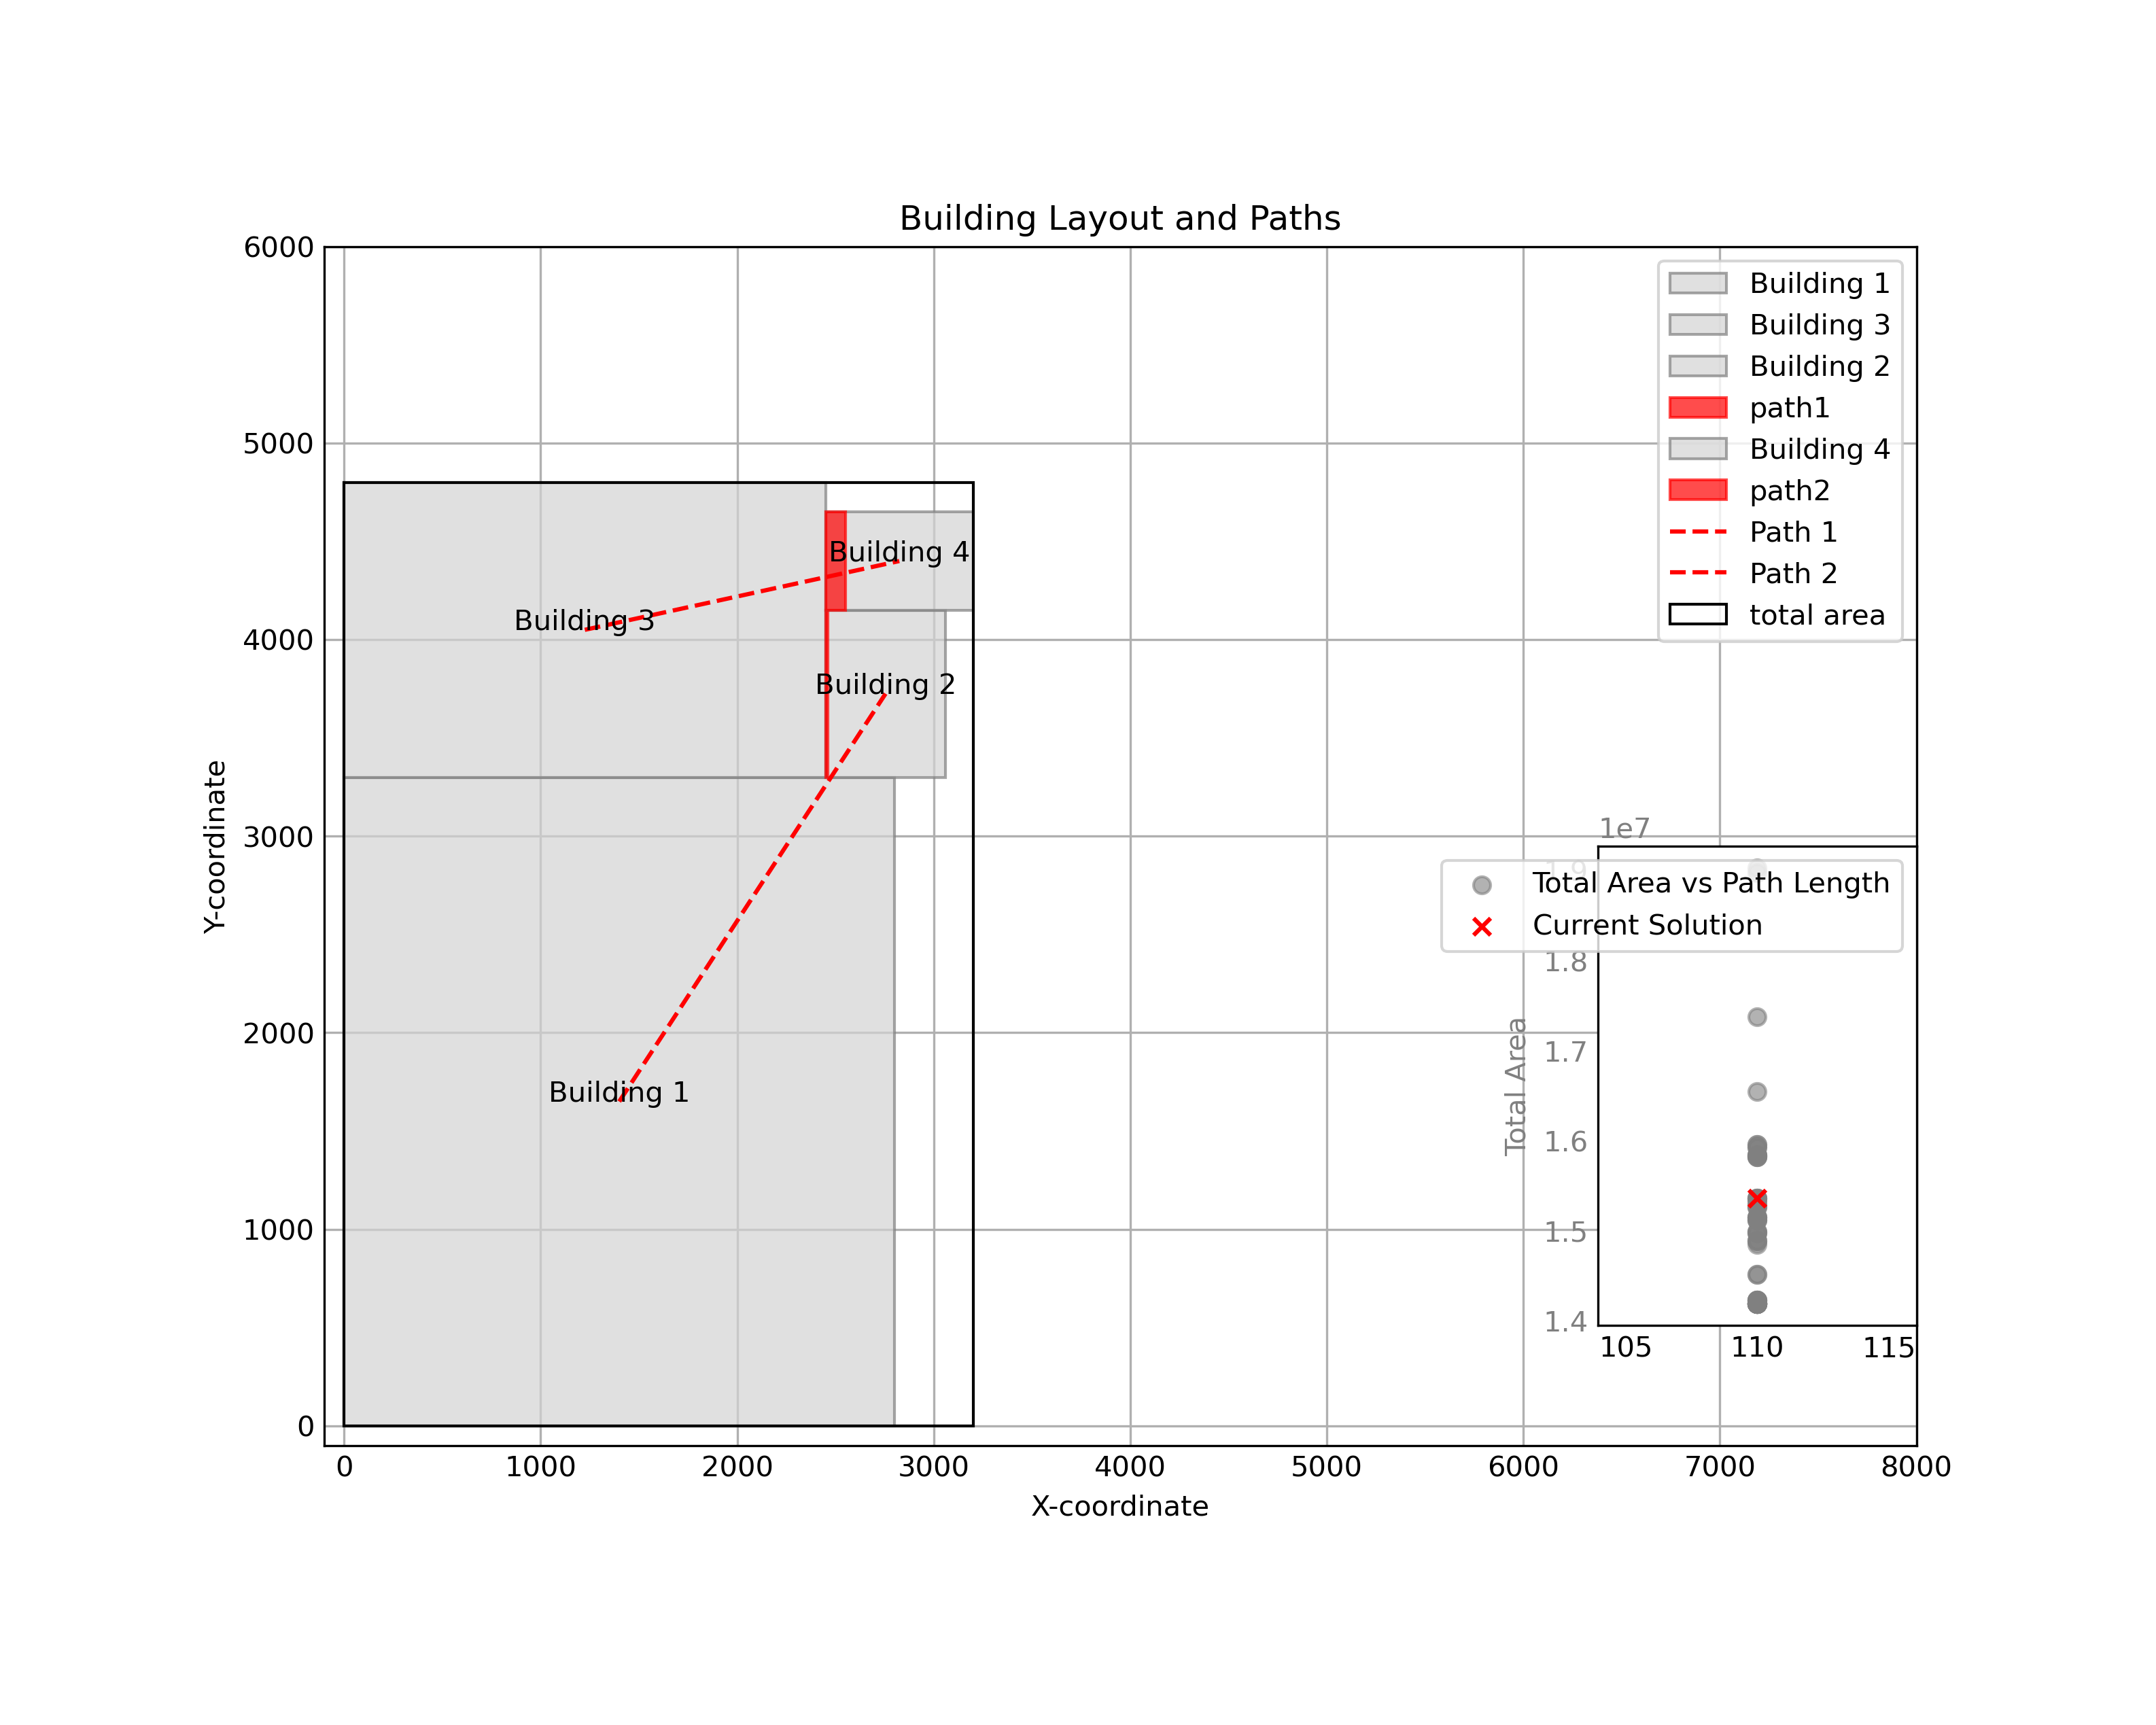 Building Layout and Paths
6000
5000
4000
3000
2000
1000
0
Y-coordinate
0
1000
2000
3000
4000
5000
6000
7000
8000
X-coordinate
Building 4
Building 3
Building 2
Building 1
Building 1
Building 3
Building 2
path1
Building 4
path2
Path 1
Path 2
total area
1e7
Total Area vs Path Length
Current Solution
1.9
1.8
1.7
1.6
1.5
1.4
Total Area
105
110
115